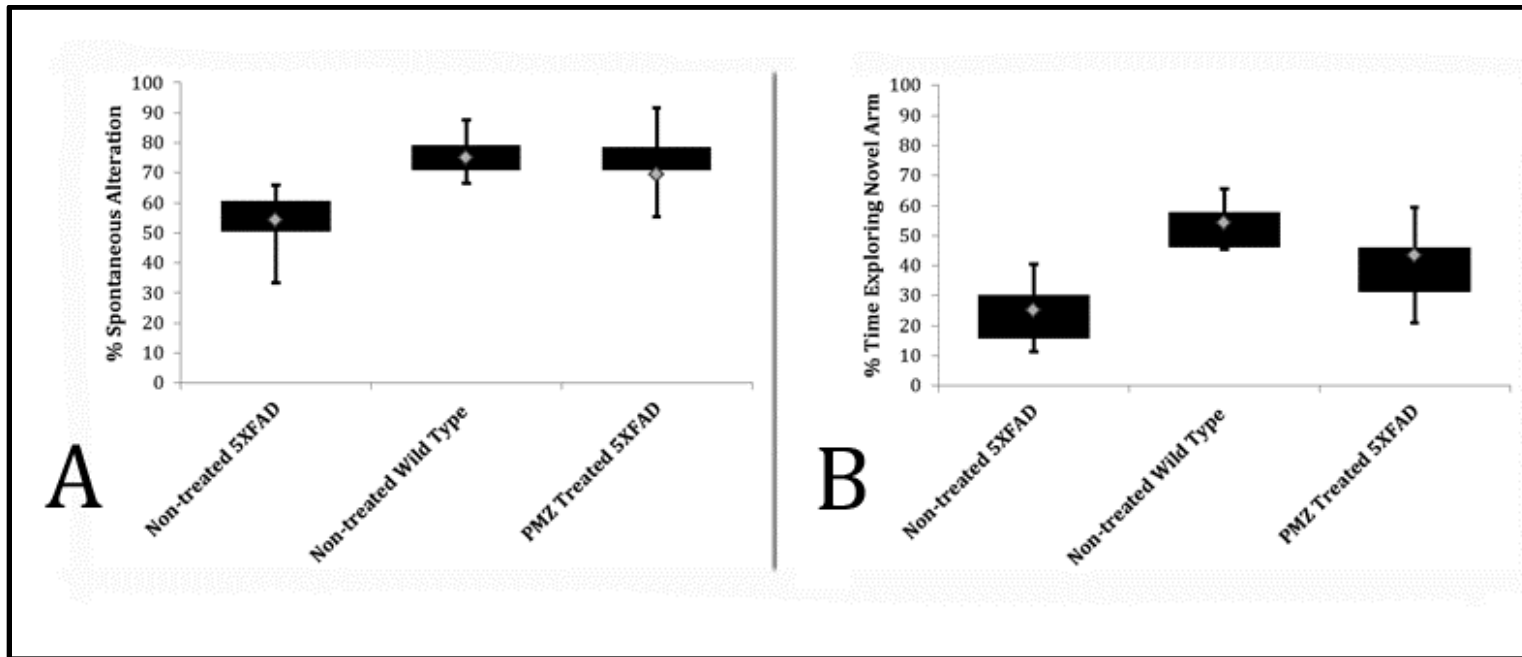 % Spontaneous Alteration
100
90
80
70
60
50
40
30
20
10
0
Non-treated 5XFAD
Non-treated Wild Type
PMZ Treated 5XFAD
A
% Time Exploring Novel Arm
100
90
80
70
60
50
40
30
20
10
0
Non-treated 5XFAD
Non-treated Wild Type
PMZ Treated 5XFAD
B